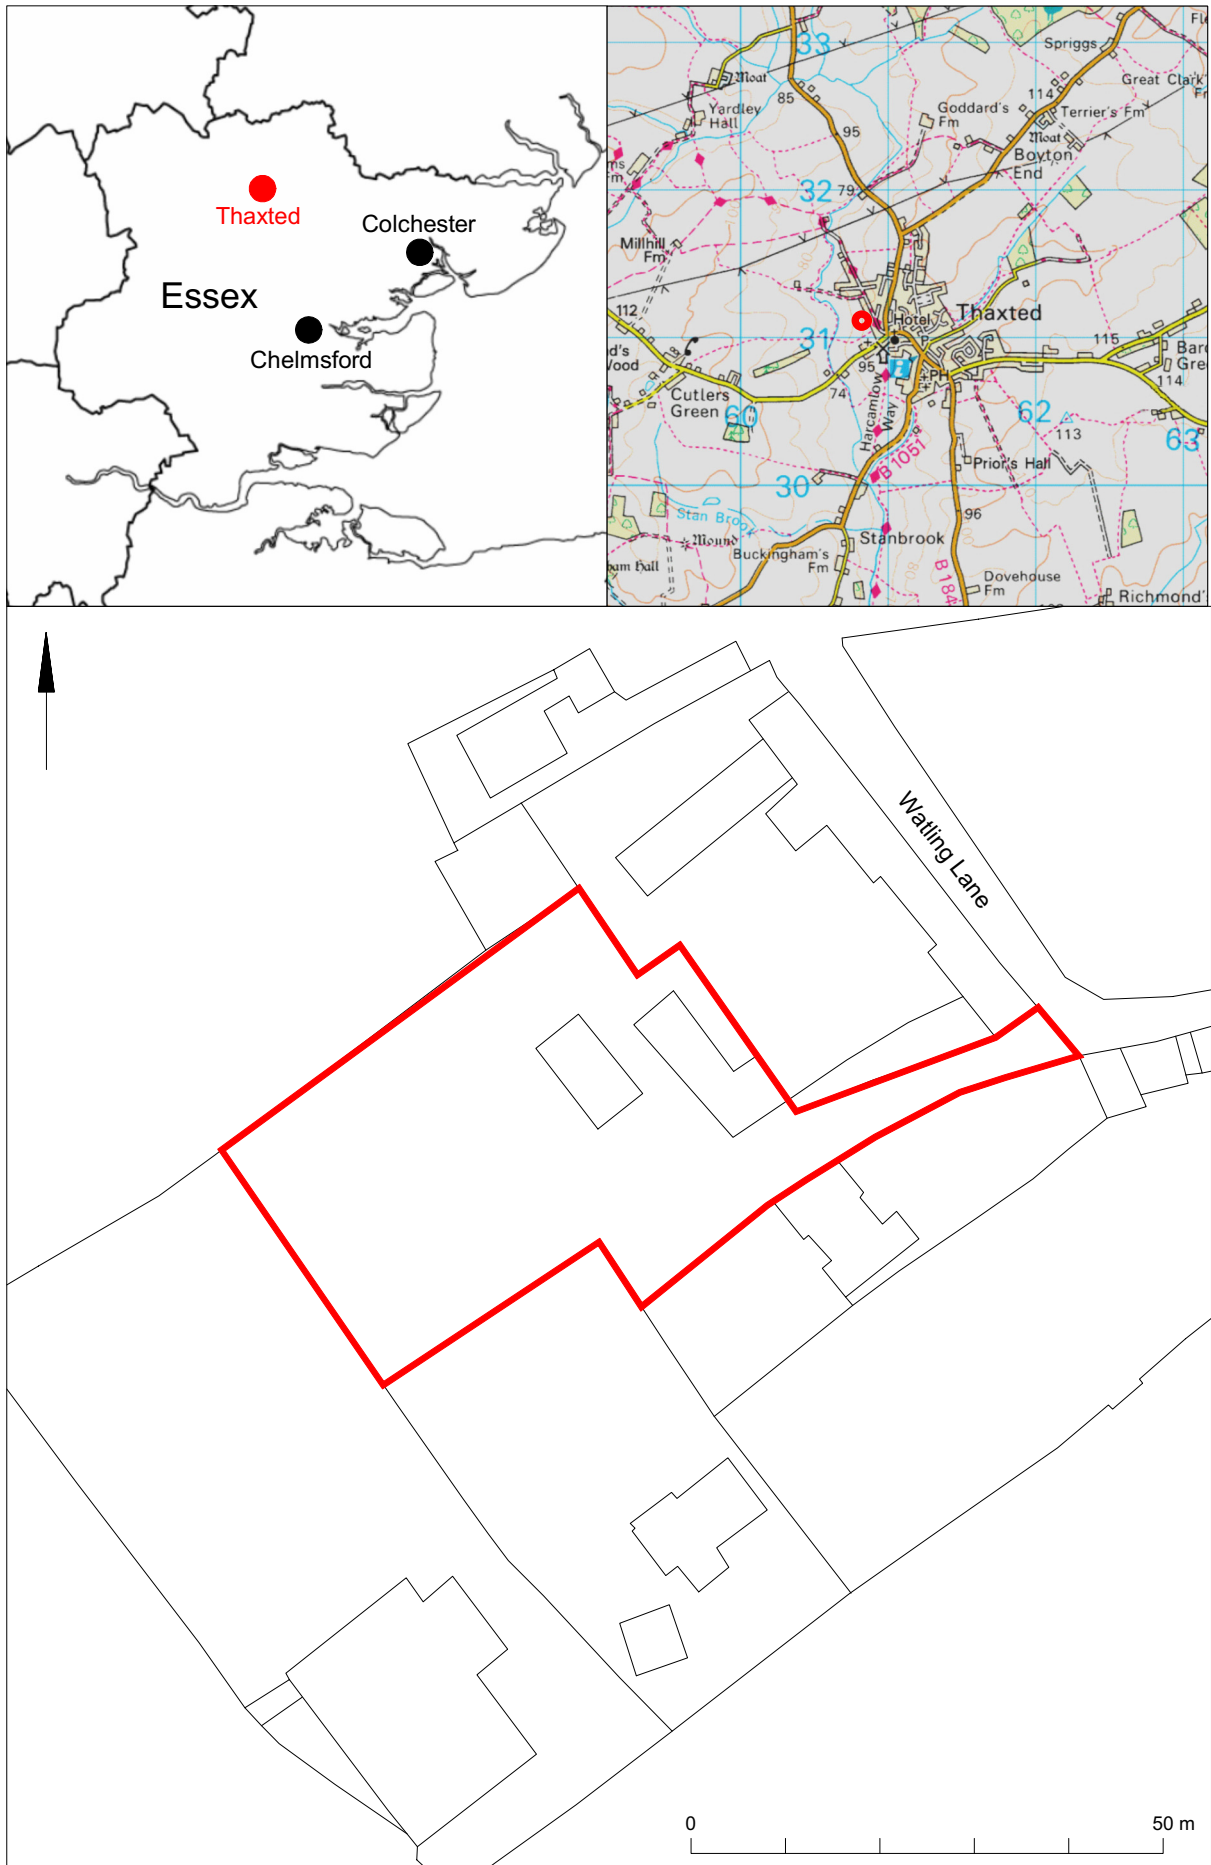 Thaxted
Colchester
Essex
Chelmsford
33
Moat
85
Yardley
Hall
95
Spriggs
Great Clark
114
Terrier's Fm
Goddard's
Fm
Moat
Boyton
End
32
79
Millhill
Fm
112
31
Hotel
Thaxted
115
114
95
74
PH
Cutlers
Green
60
Harcamlow
Way
B 1051
62
113
63
Prior's Hall
30
Stan Brook
Mound
96
Stanbrook
Buckingham's
Fm
B 184
Dovehouse
Fm
Richmond'
Watling Lane
0
50 m